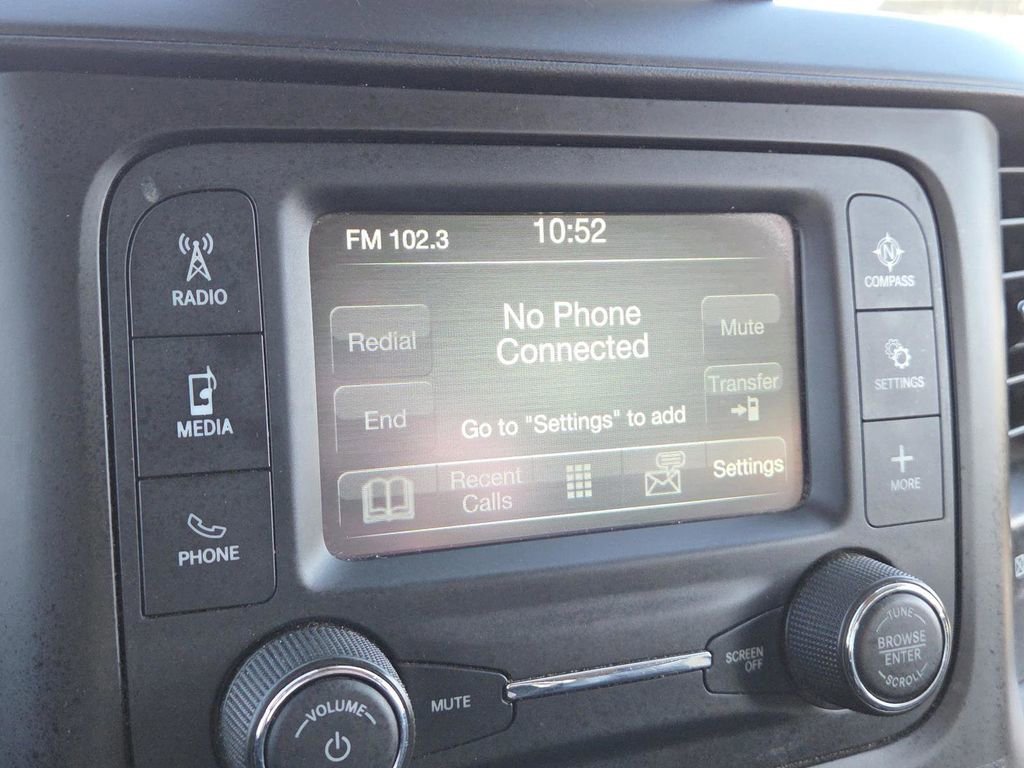 FM 102.3
10:52
RADIO
MEDIA
PHONE
Redial
End
No Phone
Connected
Go to "Settings" to add
Mute
Transfer
Recent
Calls
Settings
N
COMPASS
SETTINGS
MORE
VOLUME
MUTE
SCREEN
OFF
TUNE
BROWSE
ENTER
SCROLL